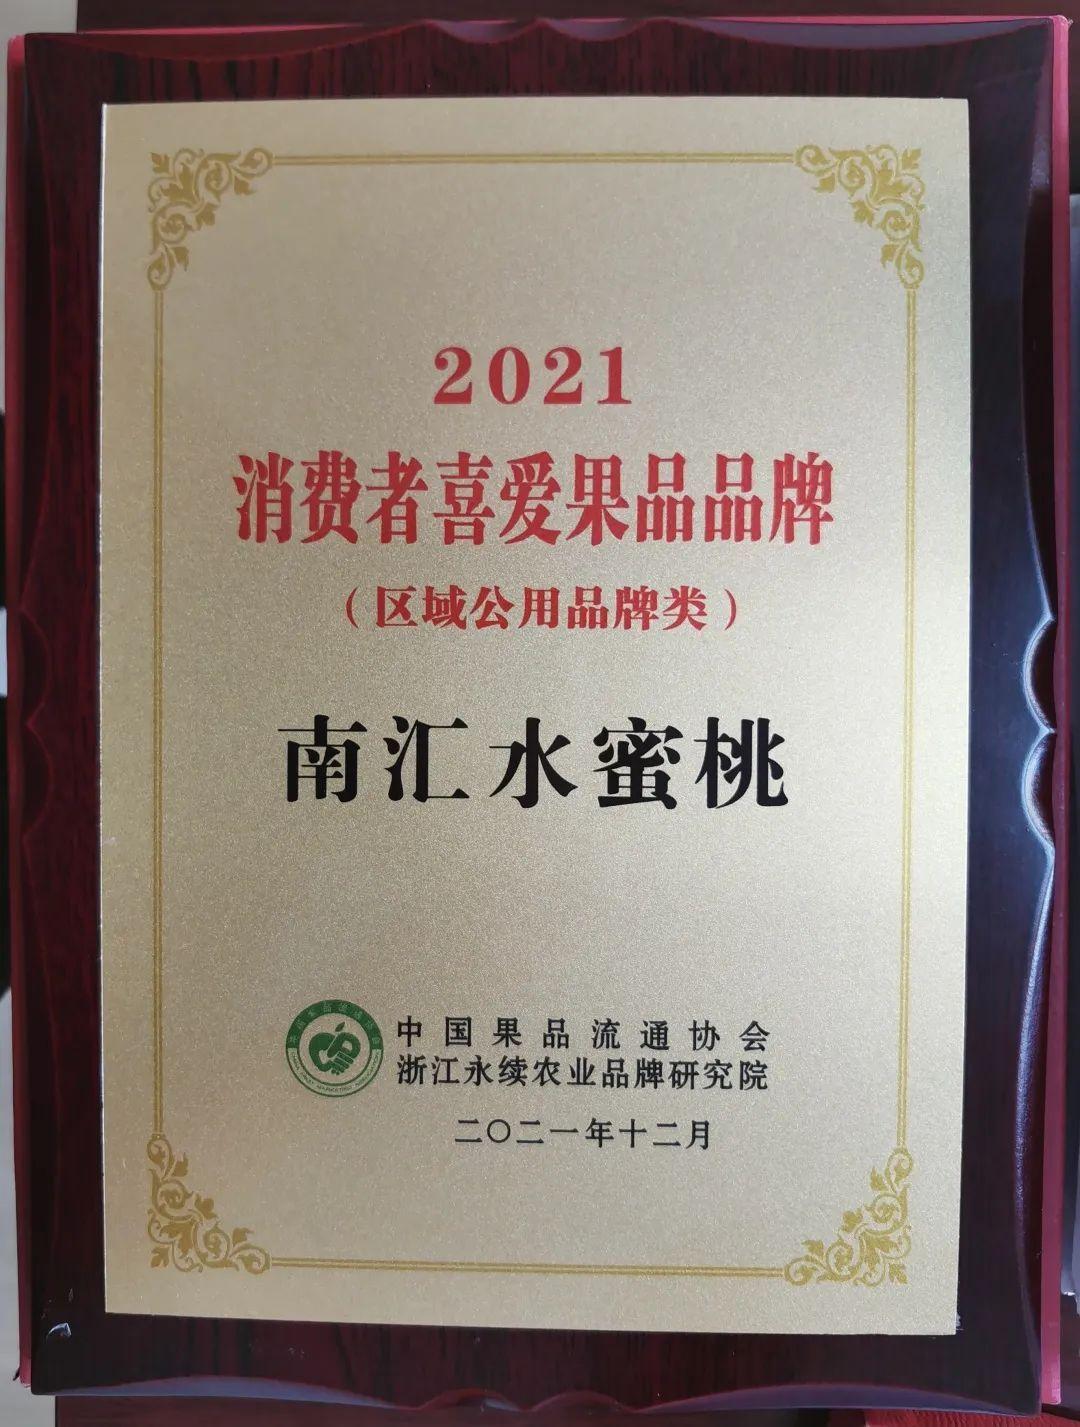 2021
消费者喜爱果品品牌
（区域公用品牌类）
南汇水蜜桃
中国果品流通协会
浙江永续农业品牌研究院
二〇二一年十二月